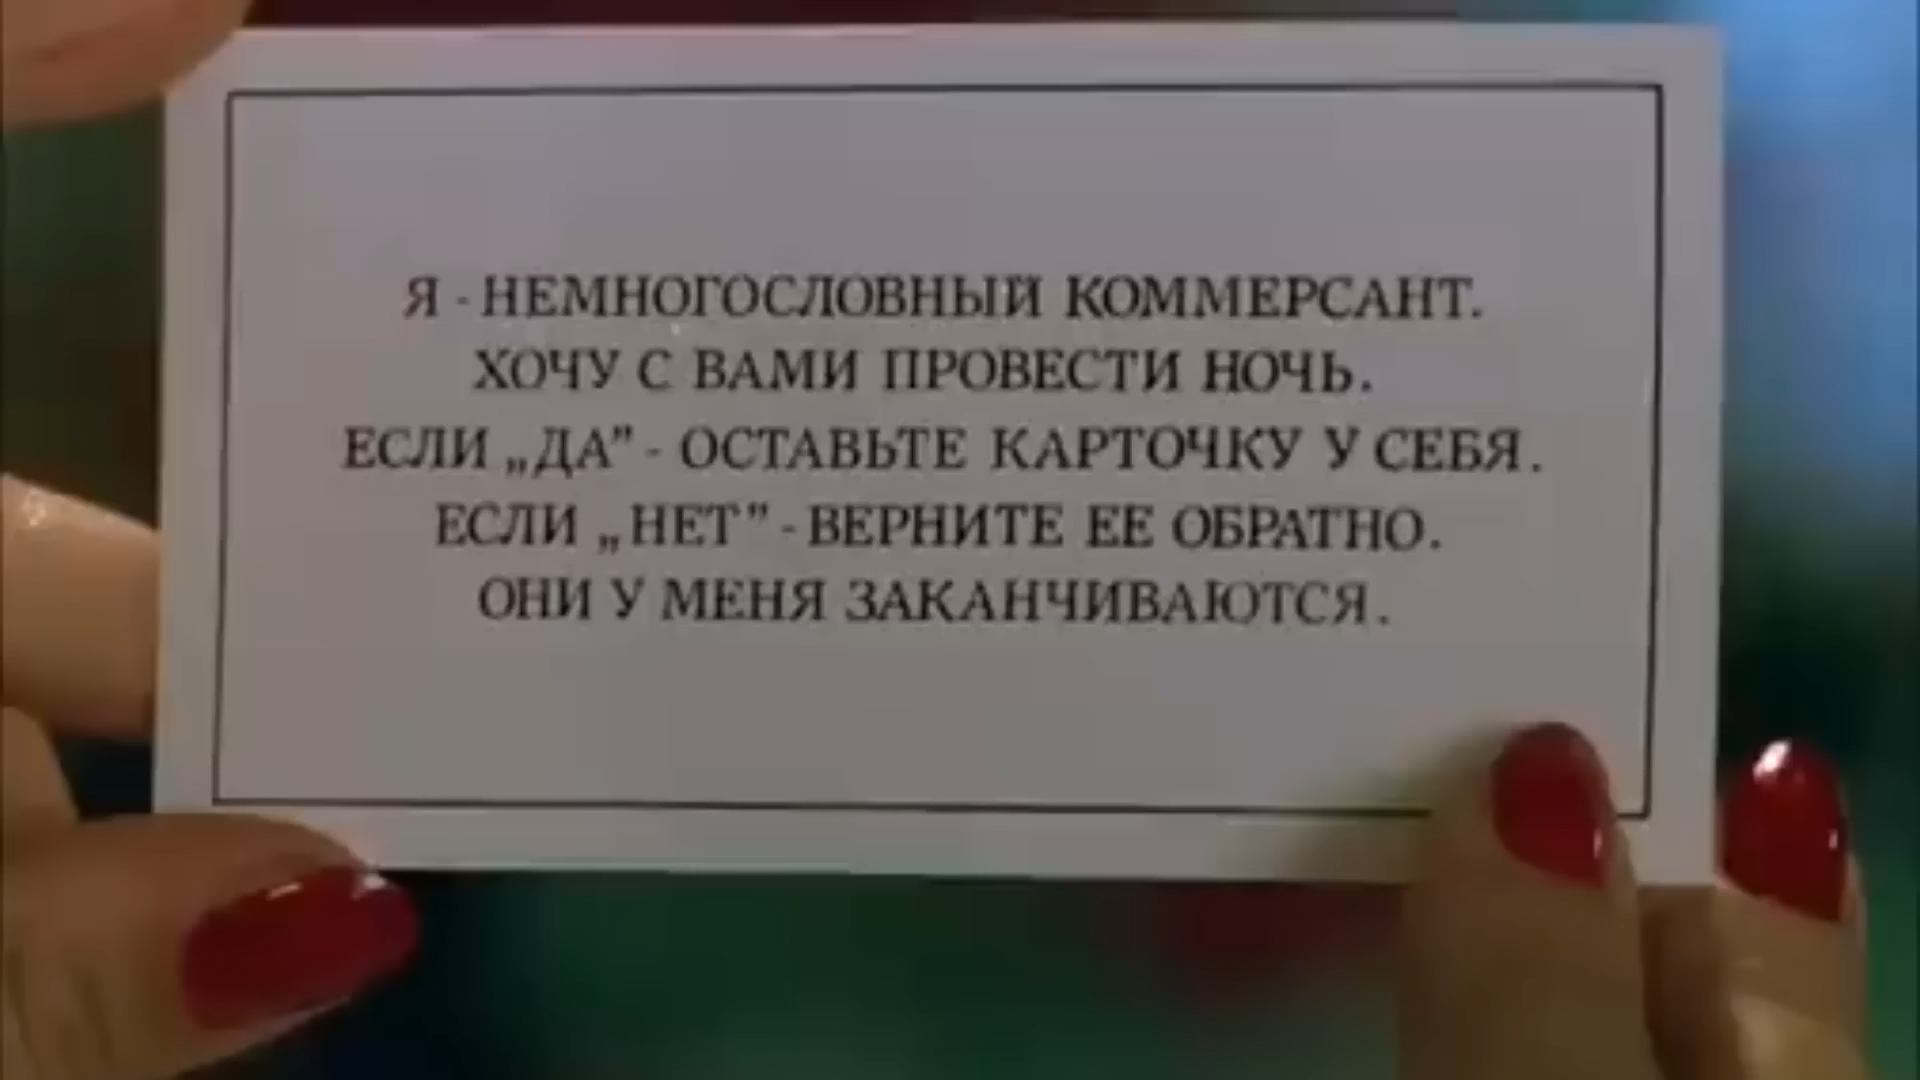 Я - НЕМНОГОСЛОВНЫЙ КОММЕРСАНТ.
ХОЧУ С ВАМИ ПРОВЕСТИ НОЧЬ.
ЕСЛИ „ДА” - ОСТАВЬТЕ КАРТОЧКУ У СЕБЯ.
ЕСЛИ „НЕТ” - ВЕРНИТЕ ЕЕ ОБРАТНО.
ОНИ У МЕНЯ ЗАКАНЧИВАЮТСЯ.